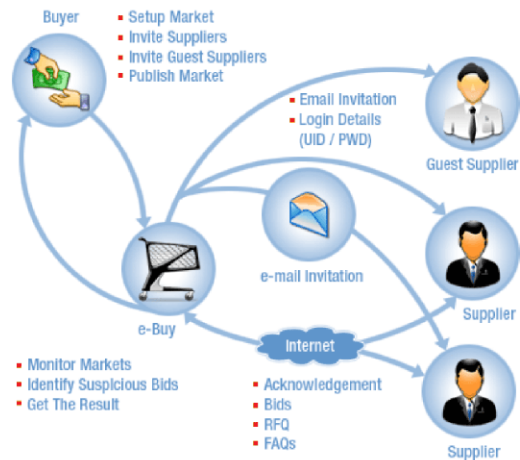 Buyer
Setup Market
Invite Suppliers
Invite Guest Suppliers
Publish Market
Email Invitation
Login Details
(UID / PWD)
Guest Supplier
e-mail Invitation
Supplier
e-Buy
Internet
Monitor Markets
Identify Suspicious Bids
Get The Result
Acknowledgement
Bids
RFQ
FAQs
Supplier